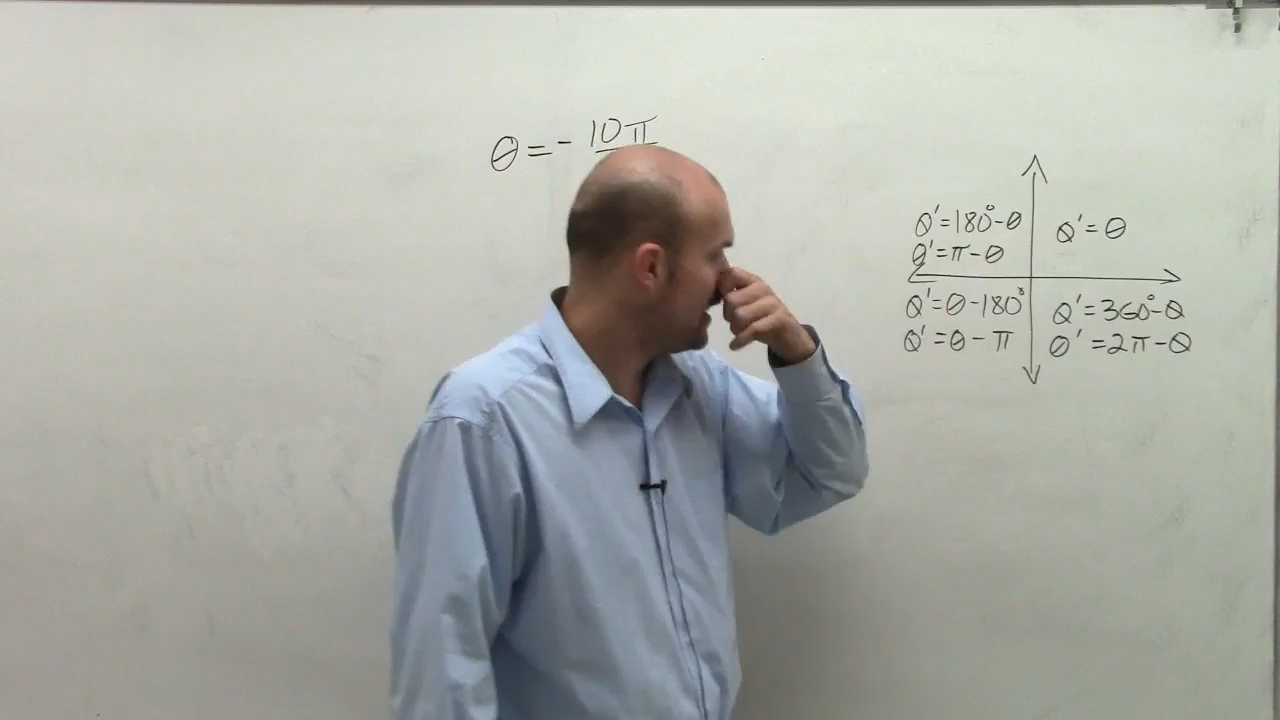 θ = - 10π
θ' = 180° - θ
θ' = π - θ
θ' = θ
θ' = θ - 180°
θ' = θ - π
θ' = 360° - θ
θ' = 2π - θ